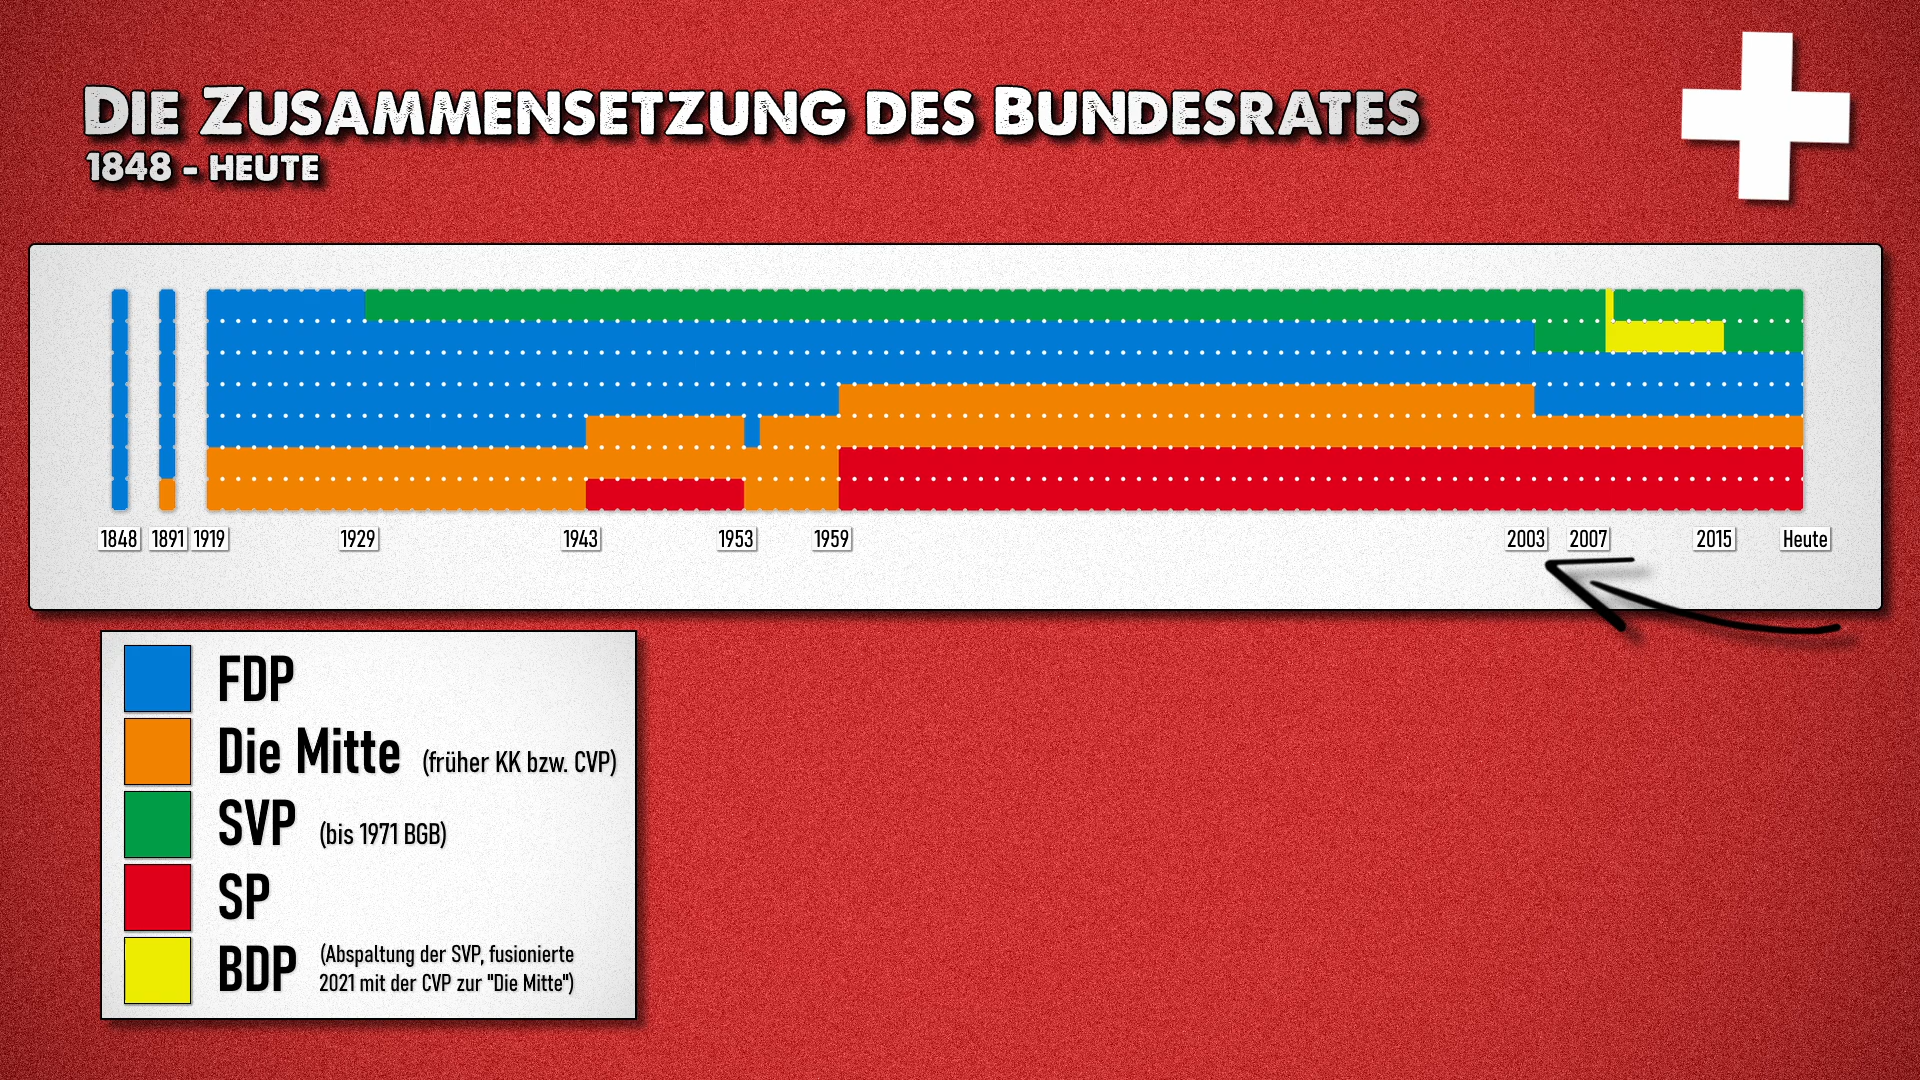 Die Zusammensetzung des Bundesrates
1848 - heute
1848 1891 1919 1929 1943 1953 1959 2003 2007 2015 Heute
FDP
Die Mitte (früher KK bzw. CVP)
SVP (bis 1971 BGB)
SP
BDP (Abspaltung der SVP, fusionierte
2021 mit der CVP zur "Die Mitte")